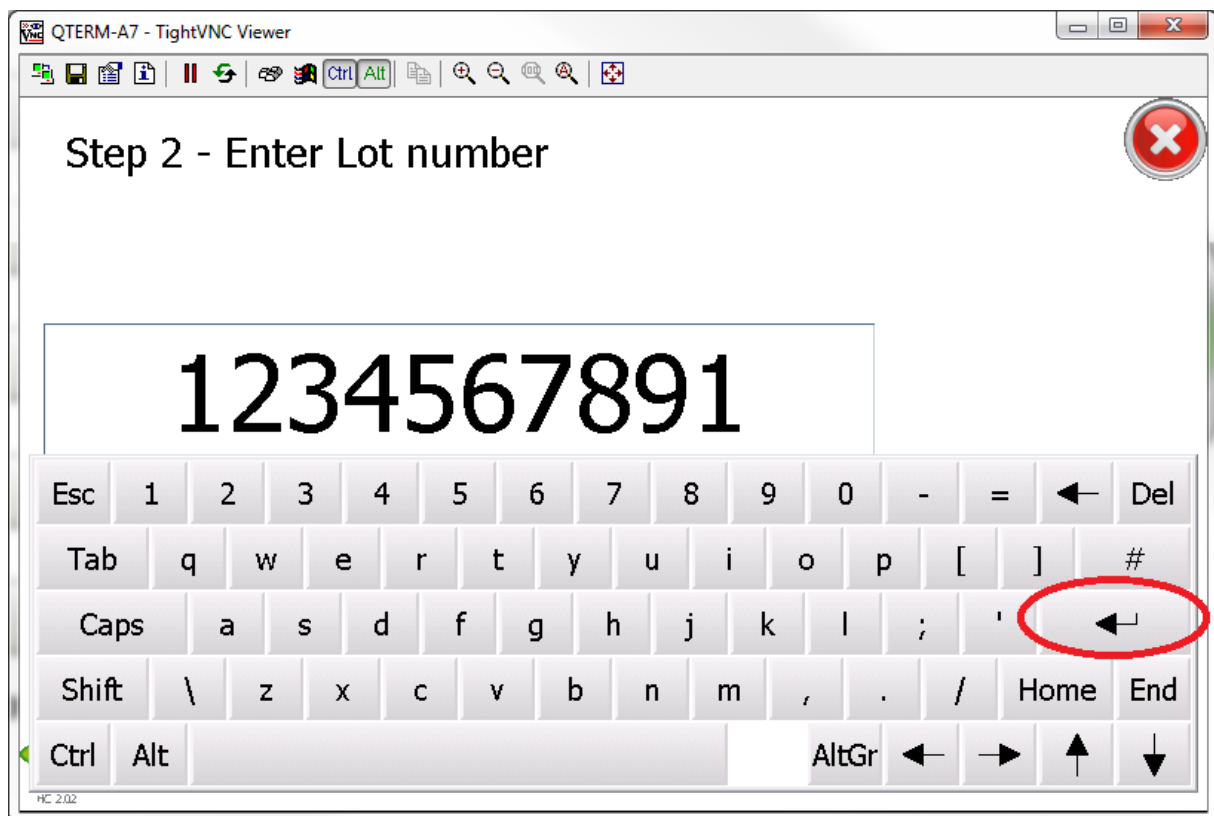 QTERM-A7 - TightVNC Viewer
Ctrl Alt
Step 2 - Enter Lot number
1234567891
Esc 1 2 3 4 5 6 7 8 9 0 - = Del
Tab q w e r t y u i o p [ ] #
Caps a s d f g h j k l ; '
Shift \ z x c v b n m , . / Home End
Ctrl Alt AltGr
HC 2.02